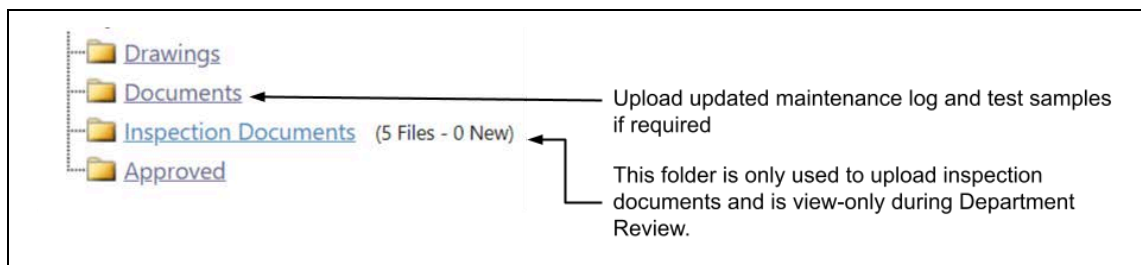 Drawings
Documents
Upload updated maintenance log and test samples
if required
Inspection Documents (5 Files - 0 New)
This folder is only used to upload inspection
documents and is view-only during Department
Review.
Approved